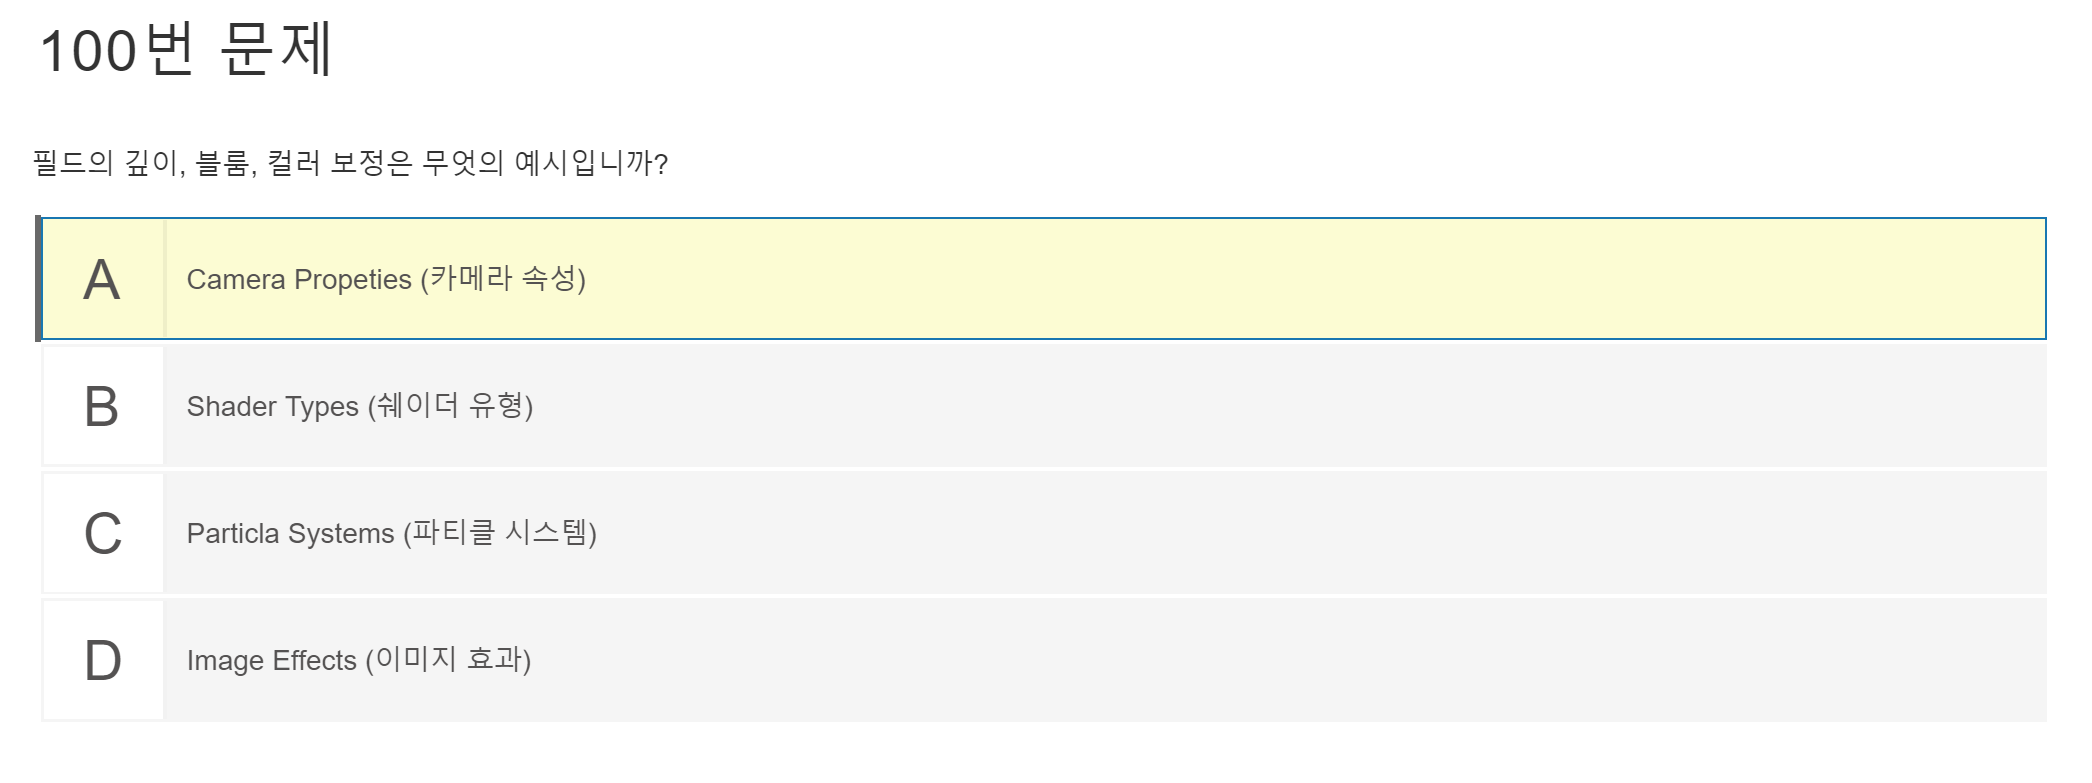 100번 문제
필드의 깊이, 블룸, 컬러 보정은 무엇의 예시입니까?
A
Camera Propeties (카메라 속성)
B
Shader Types (쉐이더 유형)
C
Particla Systems (파티클 시스템)
D
Image Effects (이미지 효과)